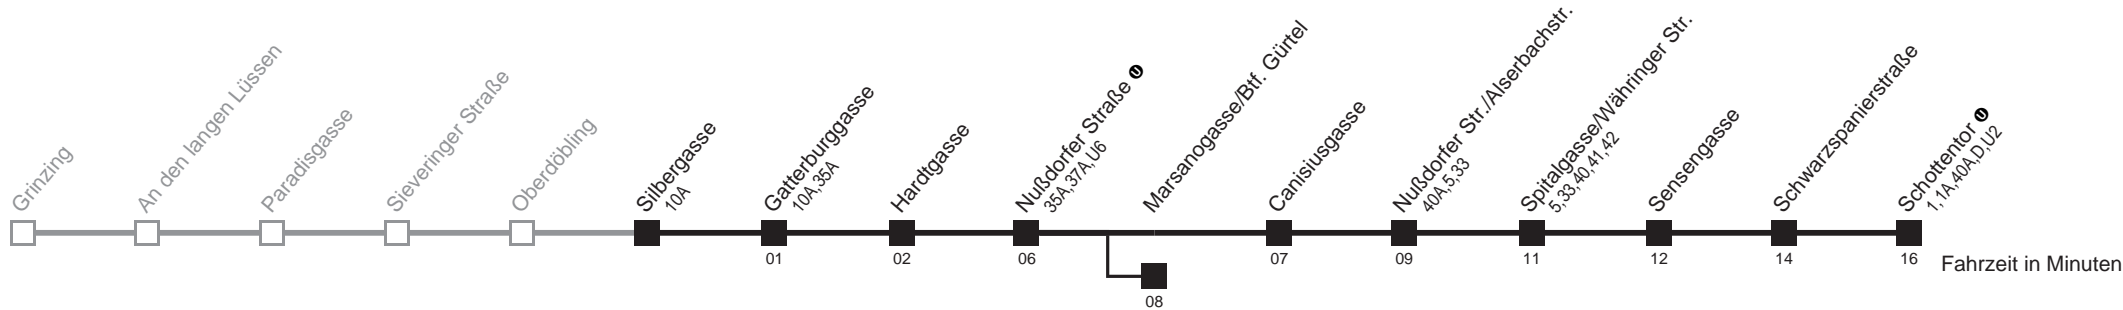 Grinzing
An den langen Lüssen
Paradisgasse
Sieveringer Straße
Oberdöbling
Silbergasse
10A
Gatterburggasse
10A,35A
Hardtgasse
Nußdorfer Straße U
35A,37A,U6
Marsanogasse/Btf. Gürtel
Canisiusgasse
Nußdorfer Str./Alserbachstr.
40A,5,33
Spitalgasse/Währinger Str.
5,33,40,41,42
Sensengasse
Schwarzspanierstraße
Schottentor U
1,1A,40A,D,U2
01
02
06
07
09
11
12
14
16
Fahrzeit in Minuten
08